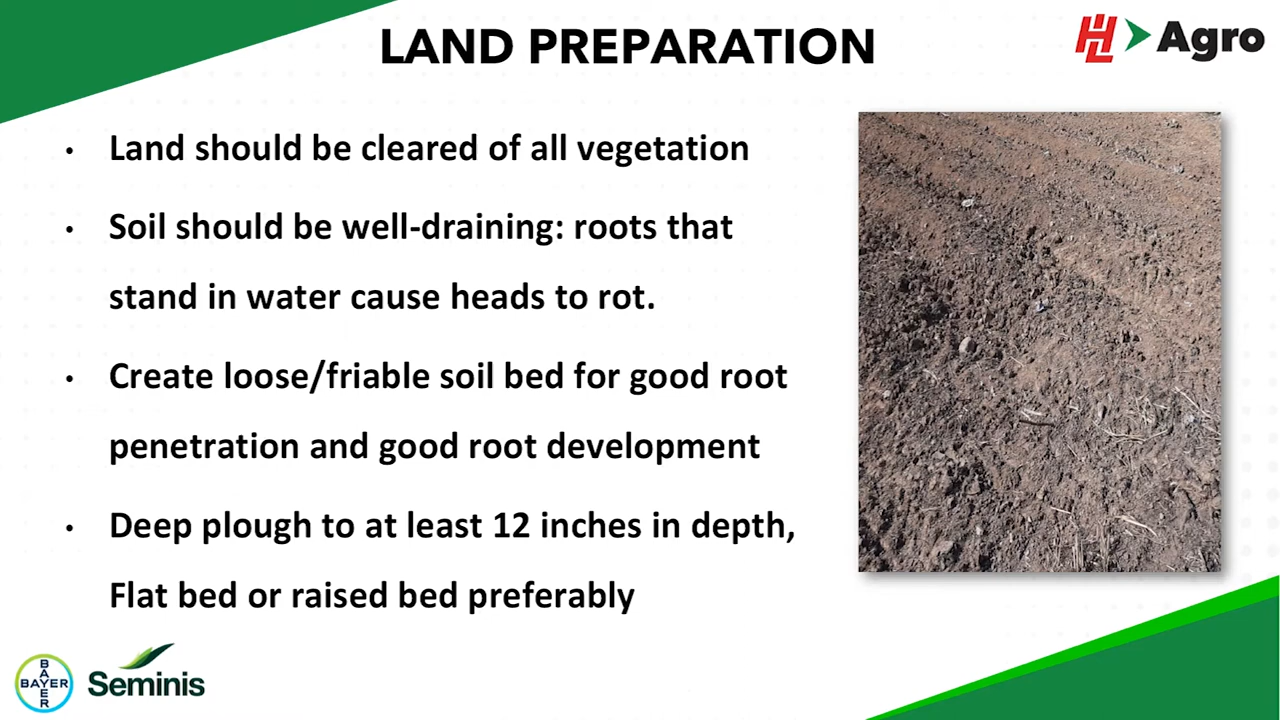 LAND PREPARATION
HL Agro
• Land should be cleared of all vegetation
• Soil should be well-draining: roots that
stand in water cause heads to rot.
• Create loose/friable soil bed for good root
penetration and good root development
• Deep plough to at least 12 inches in depth,
Flat bed or raised bed preferably
BAYER
BAYER
Seminis